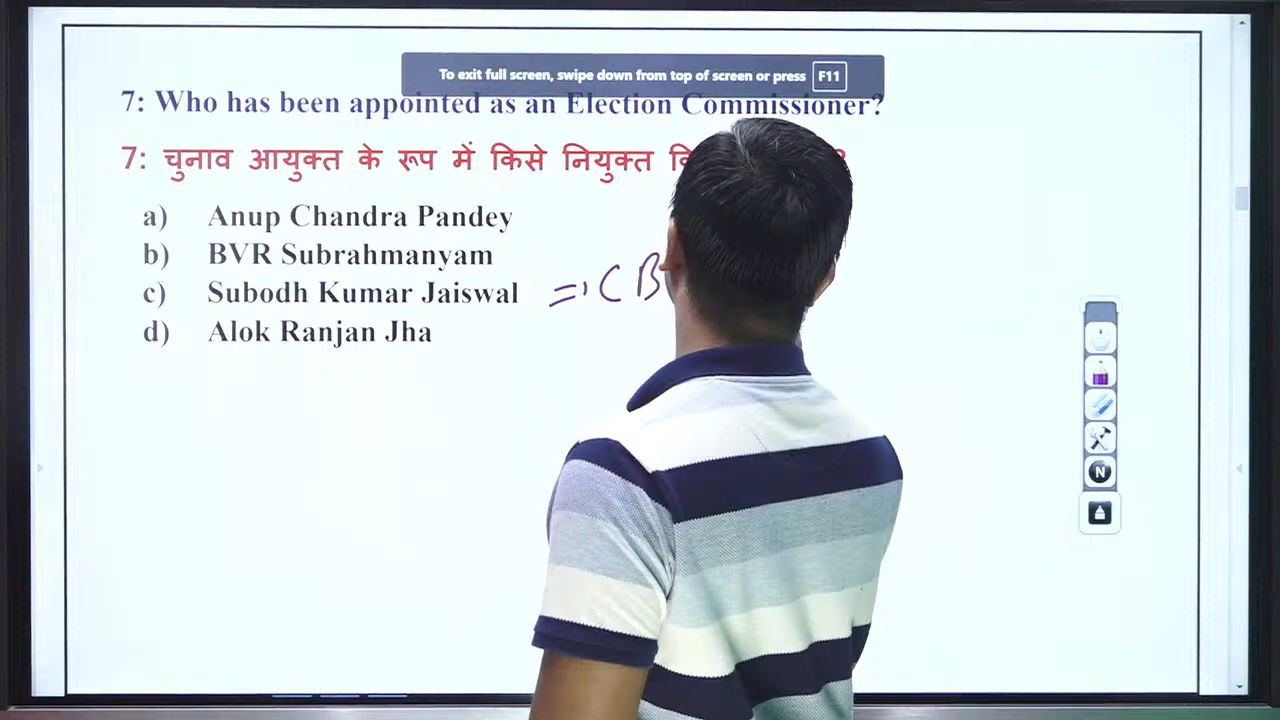 To exit full screen, swipe down from top of screen or press F11
7: Who has been appointed as an Election Commissioner?
7: चुनाव आयुक्त के रूप में किसे नियुक्त
a) Anup Chandra Pandey
b) BVR Subrahmanyam
c) Subodh Kumar Jaiswal => CB
d) Alok Ranjan Jha
N